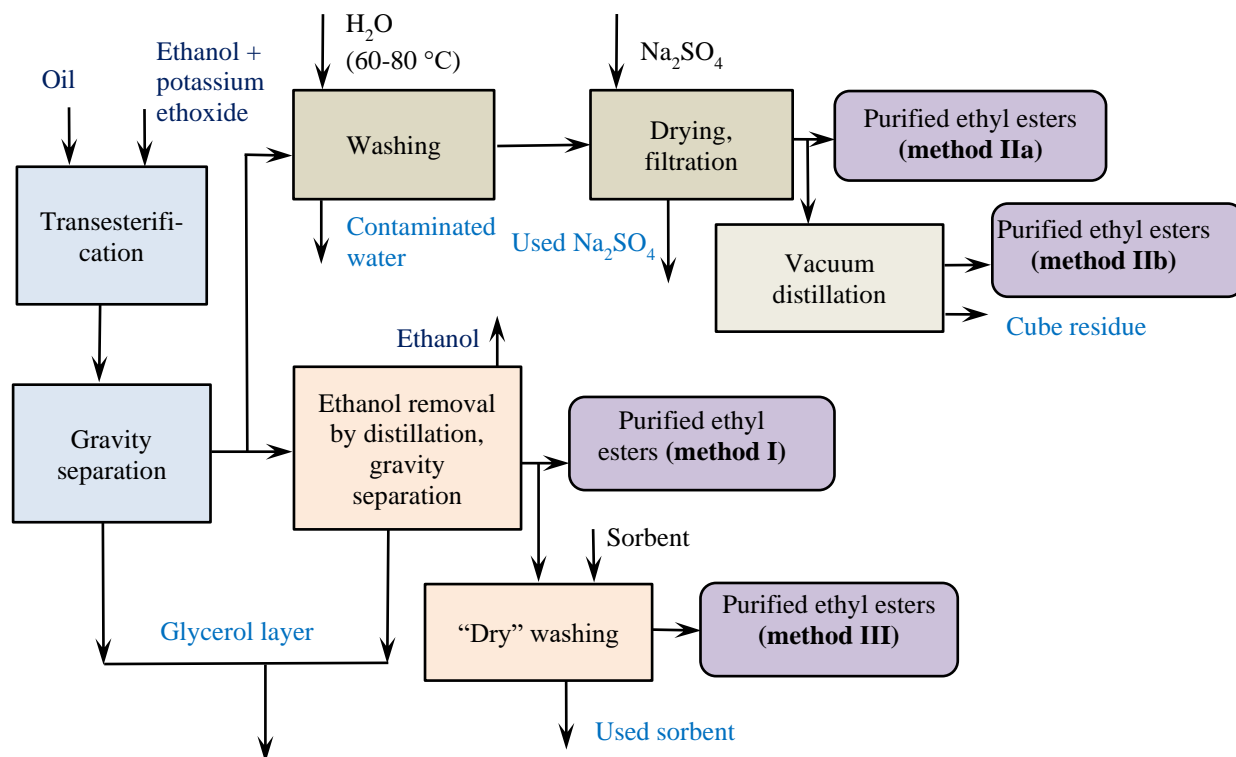 H₂O
(60-80 °C)
Na₂SO₄
Oil
Ethanol +
potassium
ethoxide
Washing
Drying,
filtration
Purified ethyl esters
(method IIa)
Transesterifi-
cation
Contaminated
water
Used Na₂SO₄
Vacuum
distillation
Purified ethyl esters
(method IIb)
Cube residue
Ethanol
Gravity
separation
Ethanol removal
by distillation,
gravity
separation
Purified ethyl
esters (method I)
Sorbent
Glycerol layer
“Dry” washing
Purified ethyl esters
(method III)
Used sorbent